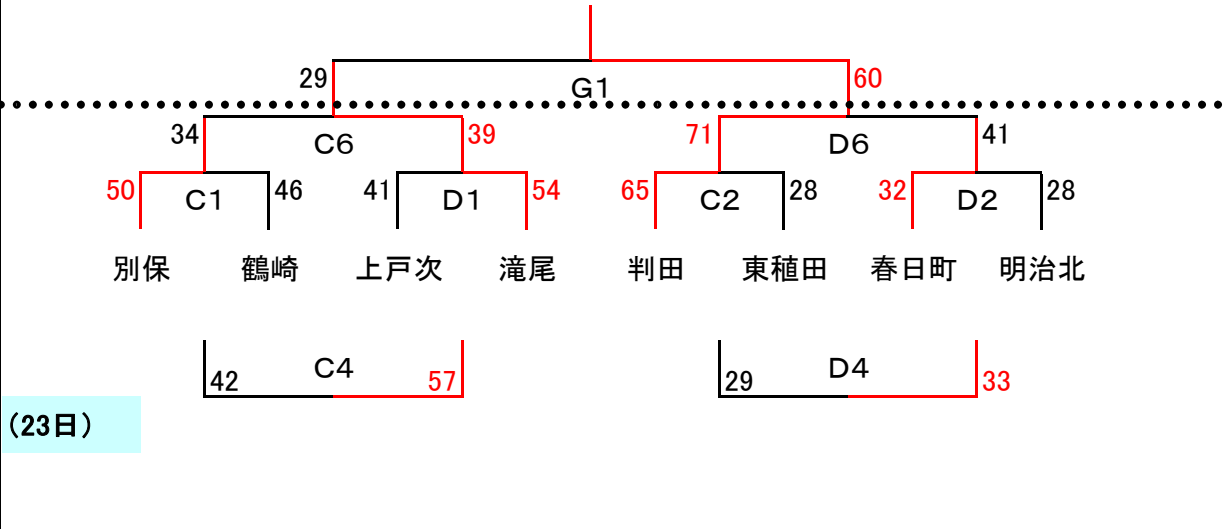 29 60
G1
34 C6 39 71 D6 41
50 C1 46 41 D1 54 65 C2 28 32 D2 28
別保 鶴崎 上戸次 滝尾 判田 東稙田 春日町 明治北
C4 D4
42 57 29 33
(23日)